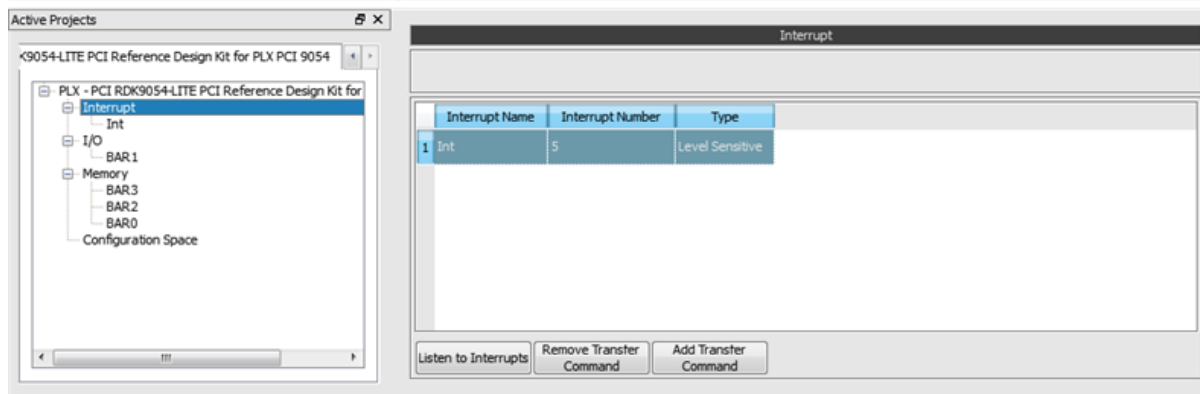 Active Projects
K9054-LITE PCI Reference Design Kit for PLX PCI 9054
PLX - PCI RDK9054-LITE PCI Reference Design Kit for
Interrupt
Int
I/O
BAR1
Memory
BAR3
BAR2
BAR0
Configuration Space
Interrupt
Interrupt Name Interrupt Number Type
1 Int 5 Level Sensitive
Listen to Interrupts
Remove Transfer
Command
Add Transfer
Command